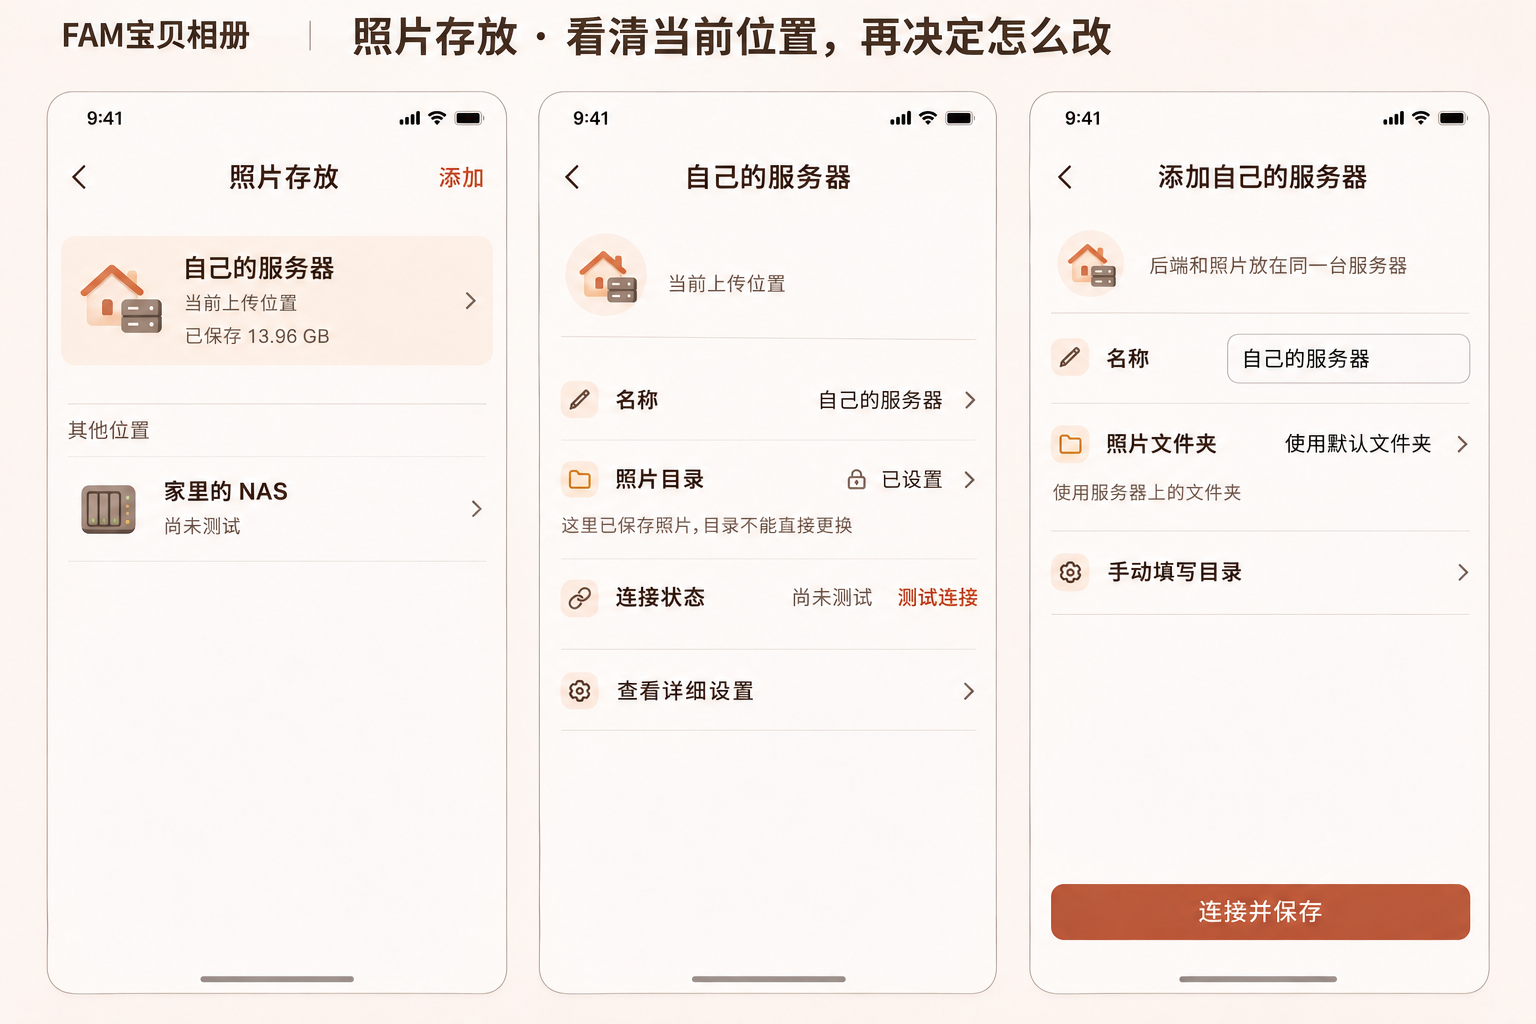 FAM宝贝相册
照片存放 · 看清当前位置，再决定怎么改
9:41
照片存放
添加
自己的服务器
当前上传位置
已保存 13.96 GB
其他位置
家里的 NAS
尚未测试
9:41
自己的服务器
当前上传位置
名称
自己的服务器
照片目录
已设置
这里已保存照片，目录不能直接更换
连接状态
尚未测试
测试连接
查看详细设置
9:41
添加自己的服务器
后端和照片放在同一台服务器
名称
自己的服务器
照片文件夹
使用默认文件夹
使用服务器上的文件夹
手动填写目录
连接并保存